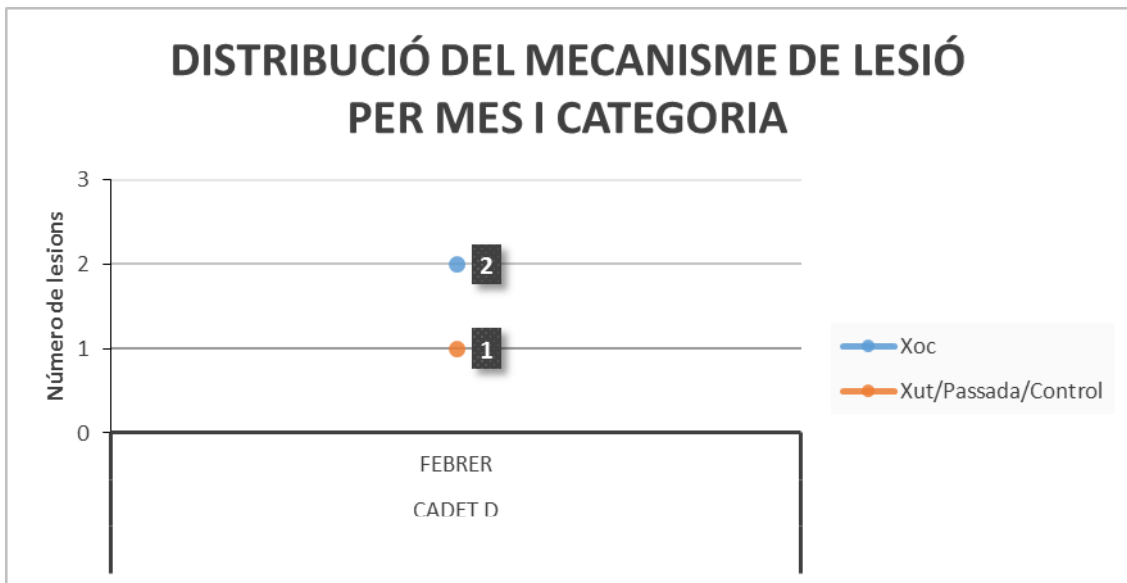 DISTRIBUCIÓ DEL MECANISME DE LESIÓ
PER MES I CATEGORIA
Número de lesions
3
2
1
0
2
1
FEBRER
CADET D
Xoc
Xut/Passada/Control